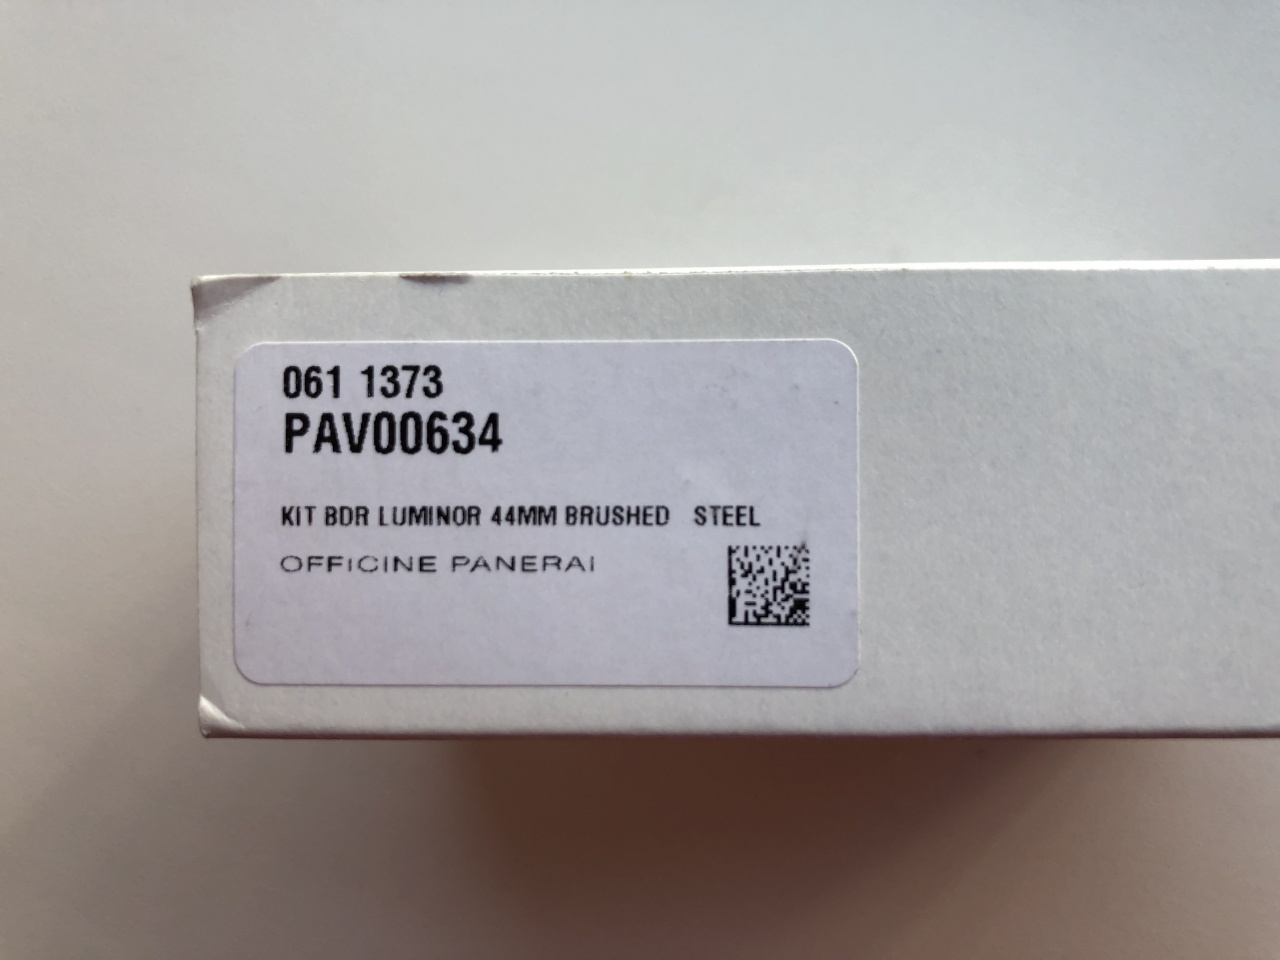 061 1373
PAV00634
KIT BDR LUMINOR 44MM BRUSHED STEEL
OFFICINE PANERAI